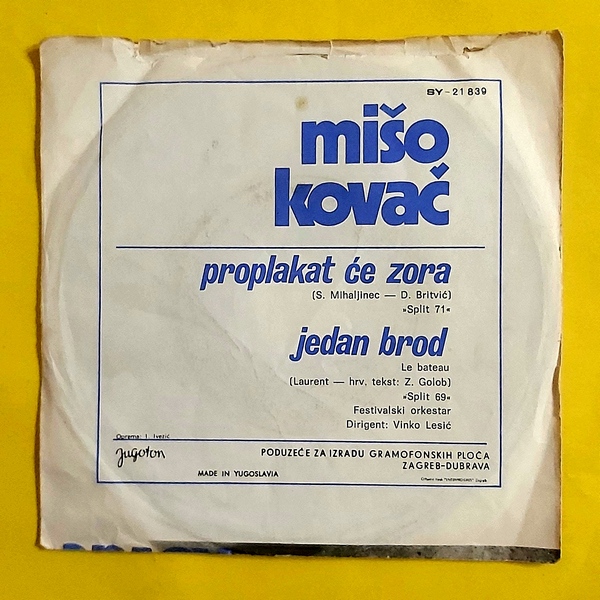 SY-21839
mišo
kovač
proplakat će zora
(S. Mihaljinec — D. Britvić)
»Split 71«
jedan brod
Le bateau
(Laurent — hrv. tekst: Z. Golob)
»Split 69«
Festivalski orkestar
Dirigent: Vinko Lesić
Oprema: I. Ivezić
Jugoton
PODUZEĆE ZA IZRADU GRAMOFONSKIH PLOČA
ZAGREB-DUBRAVA
MADE IN YUGOSLAVIA